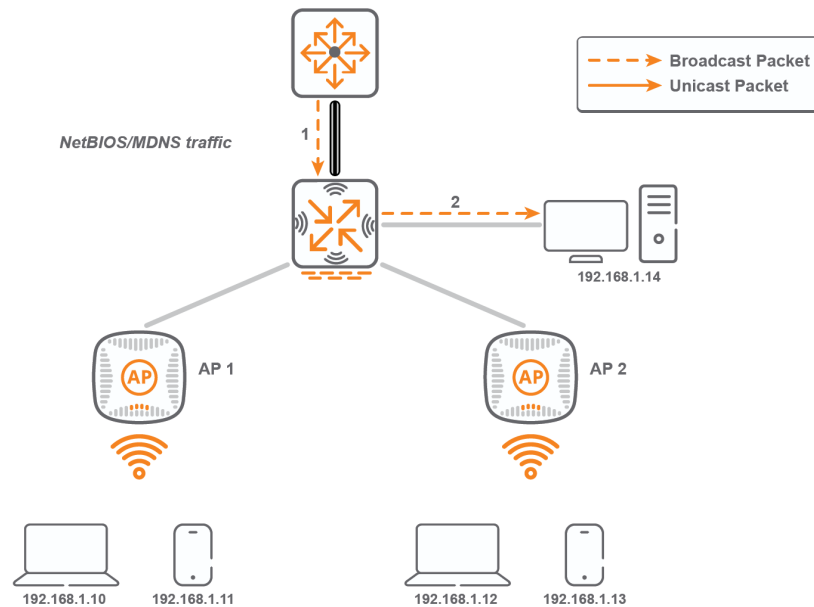 Broadcast Packet
Unicast Packet
1
NetBIOS/MDNS traffic
2
192.168.1.14
AP
AP 1
AP
AP 2
192.168.1.10
192.168.1.11
192.168.1.12
192.168.1.13